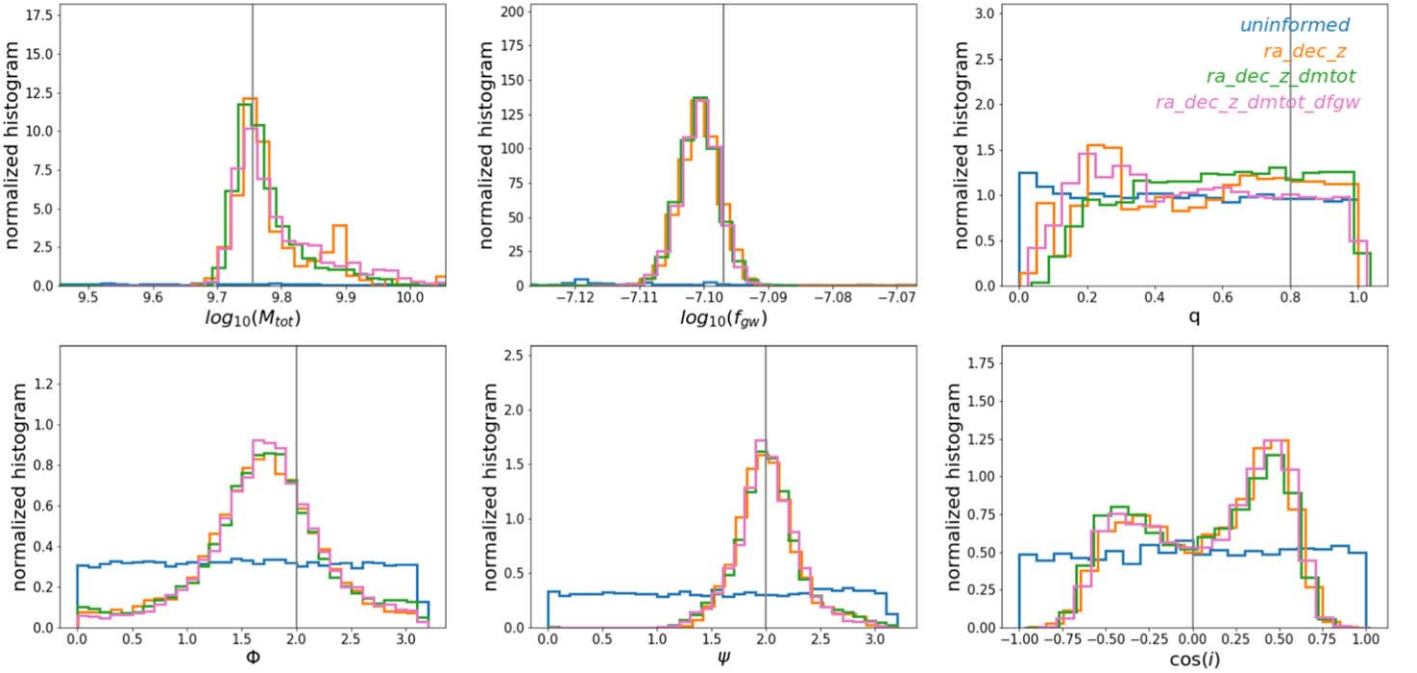 normalized histogram
17.5
15.0
12.5
10.0
7.5
5.0
2.5
0.0
9.5 9.6 9.7 9.8 9.9 10.0
log10(Mtot)
normalized histogram
200
175
150
125
100
75
50
25
0
−7.12 −7.11 −7.10 −7.09 −7.08 −7.07
log10(fgw)
normalized histogram
3.0
2.5
2.0
1.5
1.0
0.5
0.0
uninformed
ra_dec_z
ra_dec_z_dmtot
ra_dec_z_dmtot_dfgw
0.0 0.2 0.4 0.6 0.8 1.0
q
normalized histogram
1.2
1.0
0.8
0.6
0.4
0.2
0.0
0.0 0.5 1.0 1.5 2.0 2.5 3.0
Φ
normalized histogram
2.5
2.0
1.5
1.0
0.5
0.0
0.0 0.5 1.0 1.5 2.0 2.5 3.0
ψ
normalized histogram
1.75
1.50
1.25
1.00
0.75
0.50
0.25
0.00
−1.00 −0.75 −0.50 −0.25 0.00 0.25 0.50 0.75 1.00
cos(i)